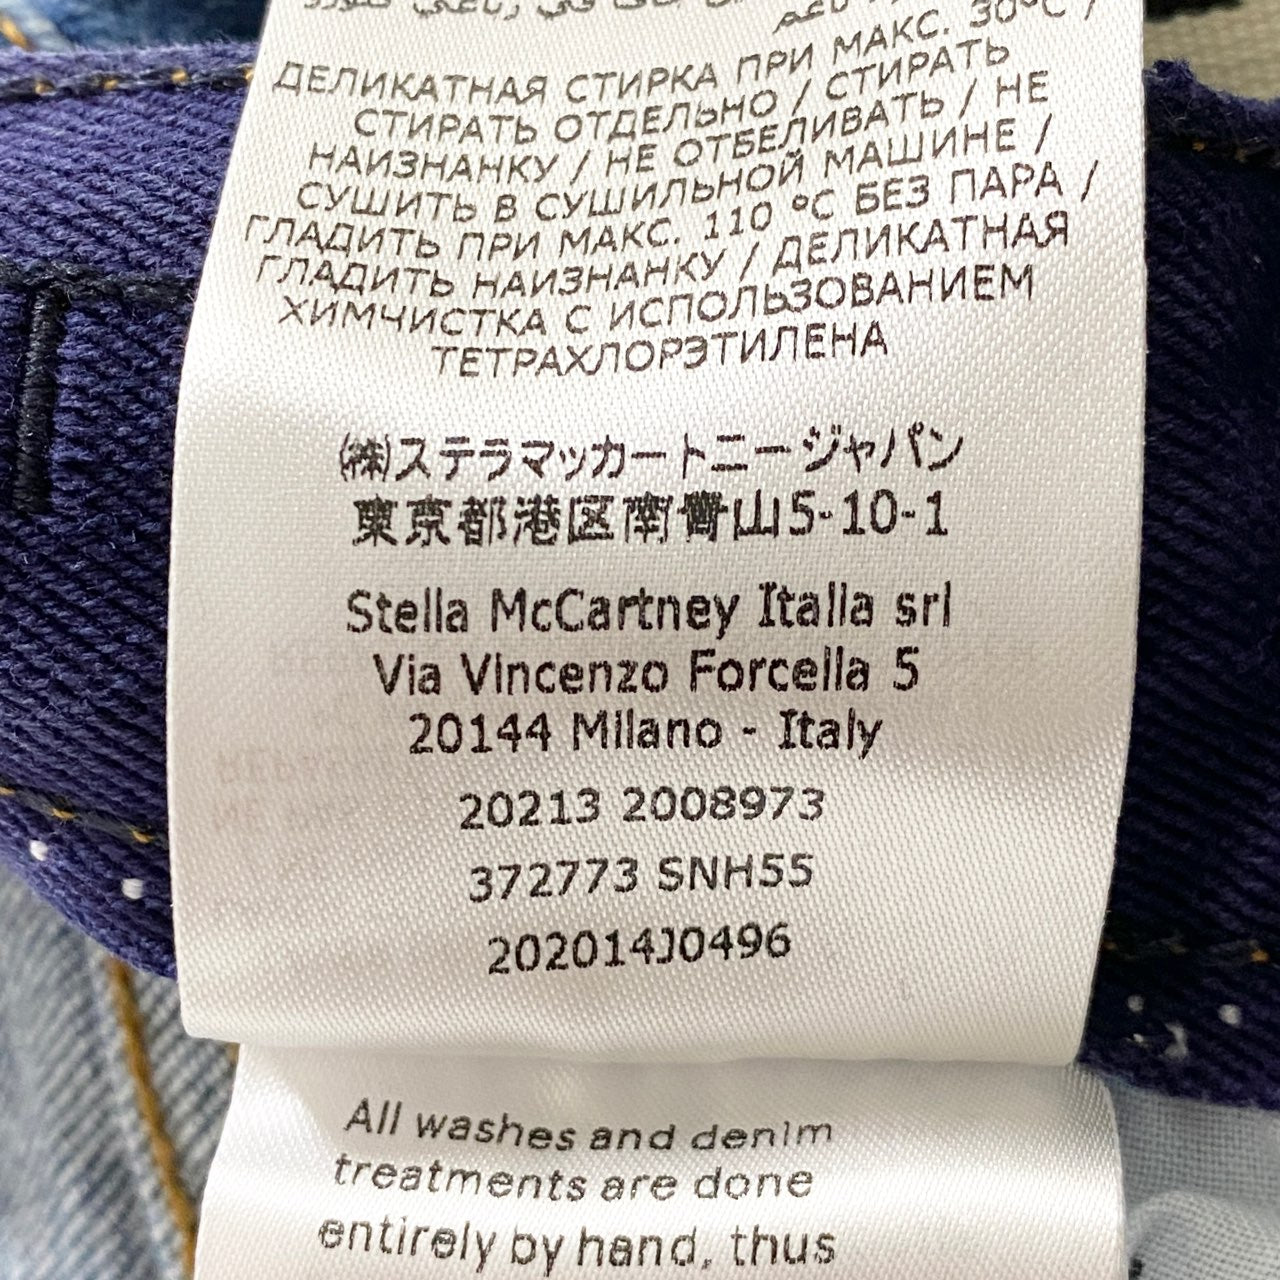 ДЕЛИКАТНАЯ СТИРКА ПРИ МАКС. 30°C /
СТИРАТЬ ОТДЕЛЬНО / СТИРАТЬ
НАИЗНАНКУ / НЕ ОТБЕЛИВАТЬ / НЕ
СУШИТЬ В СУШИЛЬНОЙ МАШИНЕ /
ГЛАДИТЬ ПРИ МАКС. 110 °C БЕЗ ПАРА /
ГЛАДИТЬ НАИЗНАНКУ / ДЕЛИКАТНАЯ
ХИМЧИСТКА С ИСПОЛЬЗОВАНИЕМ
ТЕТРАХЛОРЭТИЛЕНА
(株)ステラマッカートニージャパン
東京都港区南青山5-10-1
Stella McCartney Italia srl
Via Vincenzo Forcella 5
20144 Milano - Italy
20213 2008973
372773 SNH55
202014J0496
All washes and denim
treatments are done
entirely by hand, thus